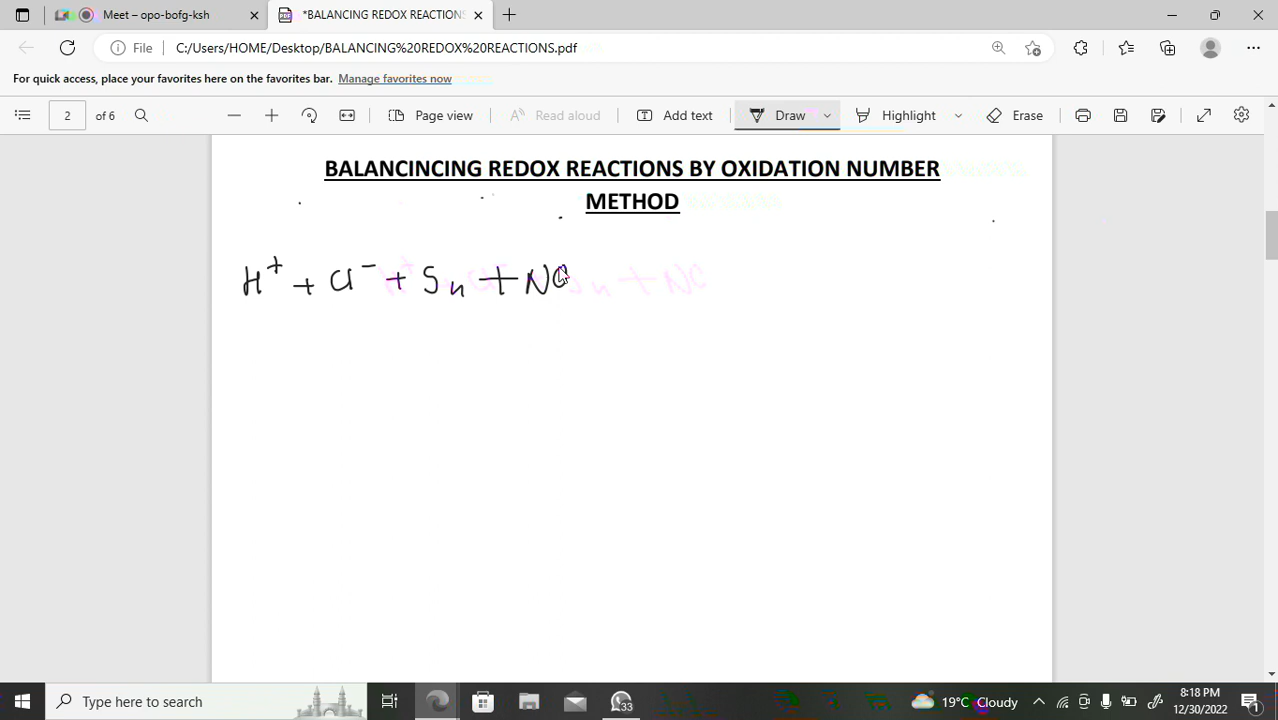 Meet – opo-bofg-ksh
*BALANCING REDOX REACTIONS.pdf
File C:/Users/HOME/Desktop/BALANCING%20REDOX%20REACTIONS.pdf
For quick access, place your favorites here on the favorites bar. Manage favorites now
2 of 6 Page view Read aloud Add text Draw Highlight Erase
BALANCINCING REDOX REACTIONS BY OXIDATION NUMBER
METHOD
H⁺ + Cl⁻ + Sn + NO
Type here to search 33 19°C Cloudy 8:18 PM
12/30/2022 1